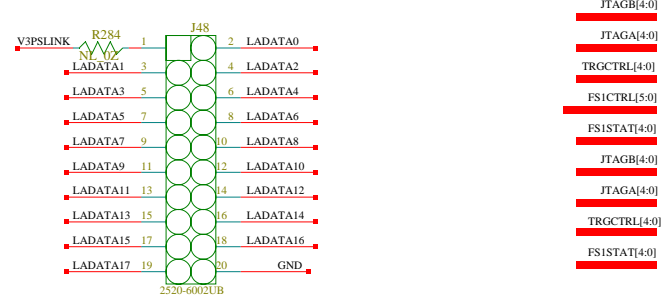 J48
V3PSLINK R284 1 2 LADATA0
NL_0Z
LADATA1 3 4 LADATA2
LADATA3 5 6 LADATA4
LADATA5 7 8 LADATA6
LADATA7 9 10 LADATA8
LADATA9 11 12 LADATA10
LADATA11 13 14 LADATA12
LADATA13 15 16 LADATA14
LADATA15 17 18 LADATA16
LADATA17 19 20 GND
2520-6002UB
JTAGB[4:0]
JTAGA[4:0]
TRGCTRL[4:0]
FS1CTRL[5:0]
FS1STAT[4:0]
JTAGB[4:0]
JTAGA[4:0]
TRGCTRL[4:0]
FS1STAT[4:0]